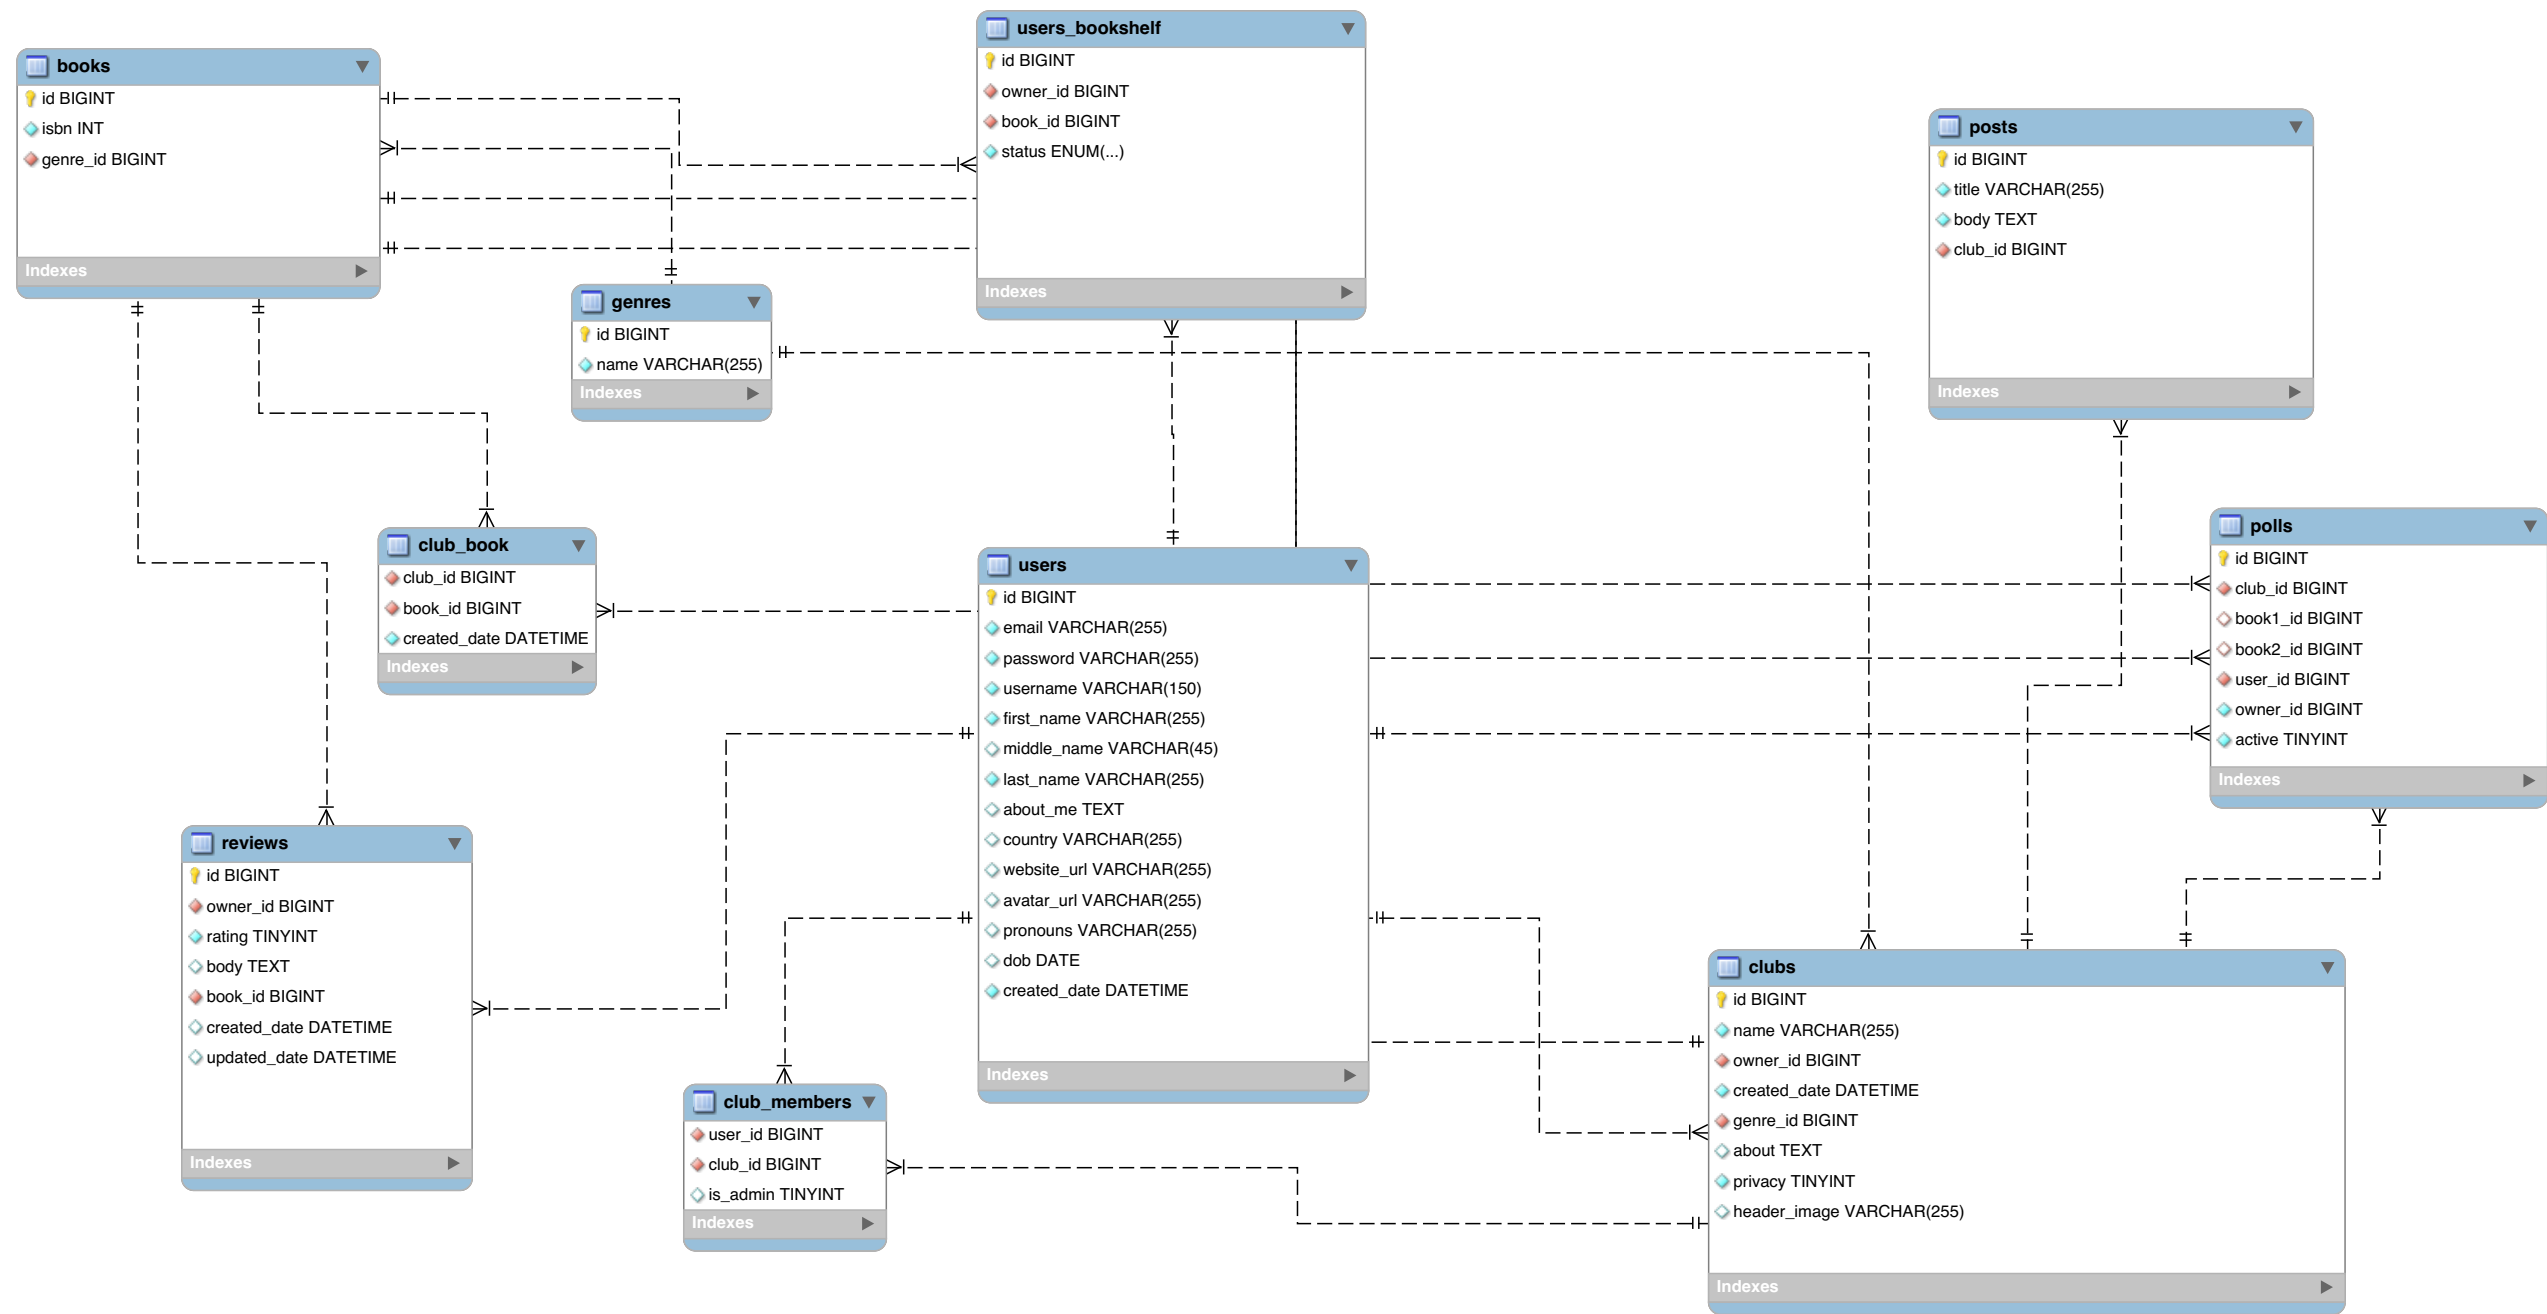 books
id BIGINT
isbn INT
genre_id BIGINT
Indexes
users_bookshelf
id BIGINT
owner_id BIGINT
book_id BIGINT
status ENUM(...)
Indexes
posts
id BIGINT
title VARCHAR(255)
body TEXT
club_id BIGINT
Indexes
genres
id BIGINT
name VARCHAR(255)
Indexes
club_book
club_id BIGINT
book_id BIGINT
created_date DATETIME
Indexes
users
id BIGINT
email VARCHAR(255)
password VARCHAR(255)
username VARCHAR(150)
first_name VARCHAR(255)
middle_name VARCHAR(45)
last_name VARCHAR(255)
about_me TEXT
country VARCHAR(255)
website_url VARCHAR(255)
avatar_url VARCHAR(255)
pronouns VARCHAR(255)
dob DATE
created_date DATETIME
Indexes
polls
id BIGINT
club_id BIGINT
book1_id BIGINT
book2_id BIGINT
user_id BIGINT
owner_id BIGINT
active TINYINT
Indexes
reviews
id BIGINT
owner_id BIGINT
rating TINYINT
body TEXT
book_id BIGINT
created_date DATETIME
updated_date DATETIME
Indexes
club_members
user_id BIGINT
club_id BIGINT
is_admin TINYINT
Indexes
clubs
id BIGINT
name VARCHAR(255)
owner_id BIGINT
created_date DATETIME
genre_id BIGINT
about TEXT
privacy TINYINT
header_image VARCHAR(255)
Indexes